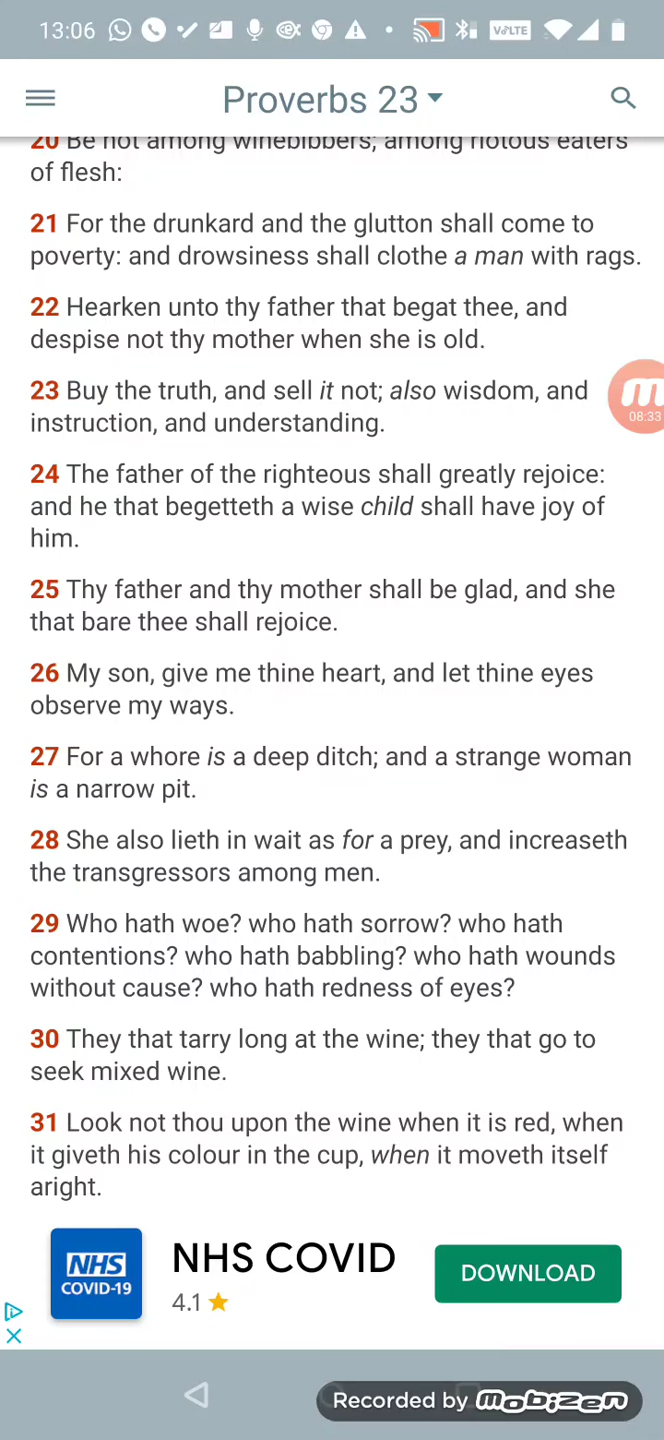 13:06
VoLTE
Proverbs 23
20 Be not among winebibbers; among riotous eaters
of flesh:
21 For the drunkard and the glutton shall come to
poverty: and drowsiness shall clothe a man with rags.
22 Hearken unto thy father that begat thee, and
despise not thy mother when she is old.
23 Buy the truth, and sell it not; also wisdom, and
instruction, and understanding.
08:33
24 The father of the righteous shall greatly rejoice:
and he that begetteth a wise child shall have joy of
him.
25 Thy father and thy mother shall be glad, and she
that bare thee shall rejoice.
26 My son, give me thine heart, and let thine eyes
observe my ways.
27 For a whore is a deep ditch; and a strange woman
is a narrow pit.
28 She also lieth in wait as for a prey, and increaseth
the transgressors among men.
29 Who hath woe? who hath sorrow? who hath
contentions? who hath babbling? who hath wounds
without cause? who hath redness of eyes?
30 They that tarry long at the wine; they that go to
seek mixed wine.
31 Look not thou upon the wine when it is red, when
it giveth his colour in the cup, when it moveth itself
aright.
NHS
COVID-19
NHS COVID
4.1
DOWNLOAD
Recorded by mobizen